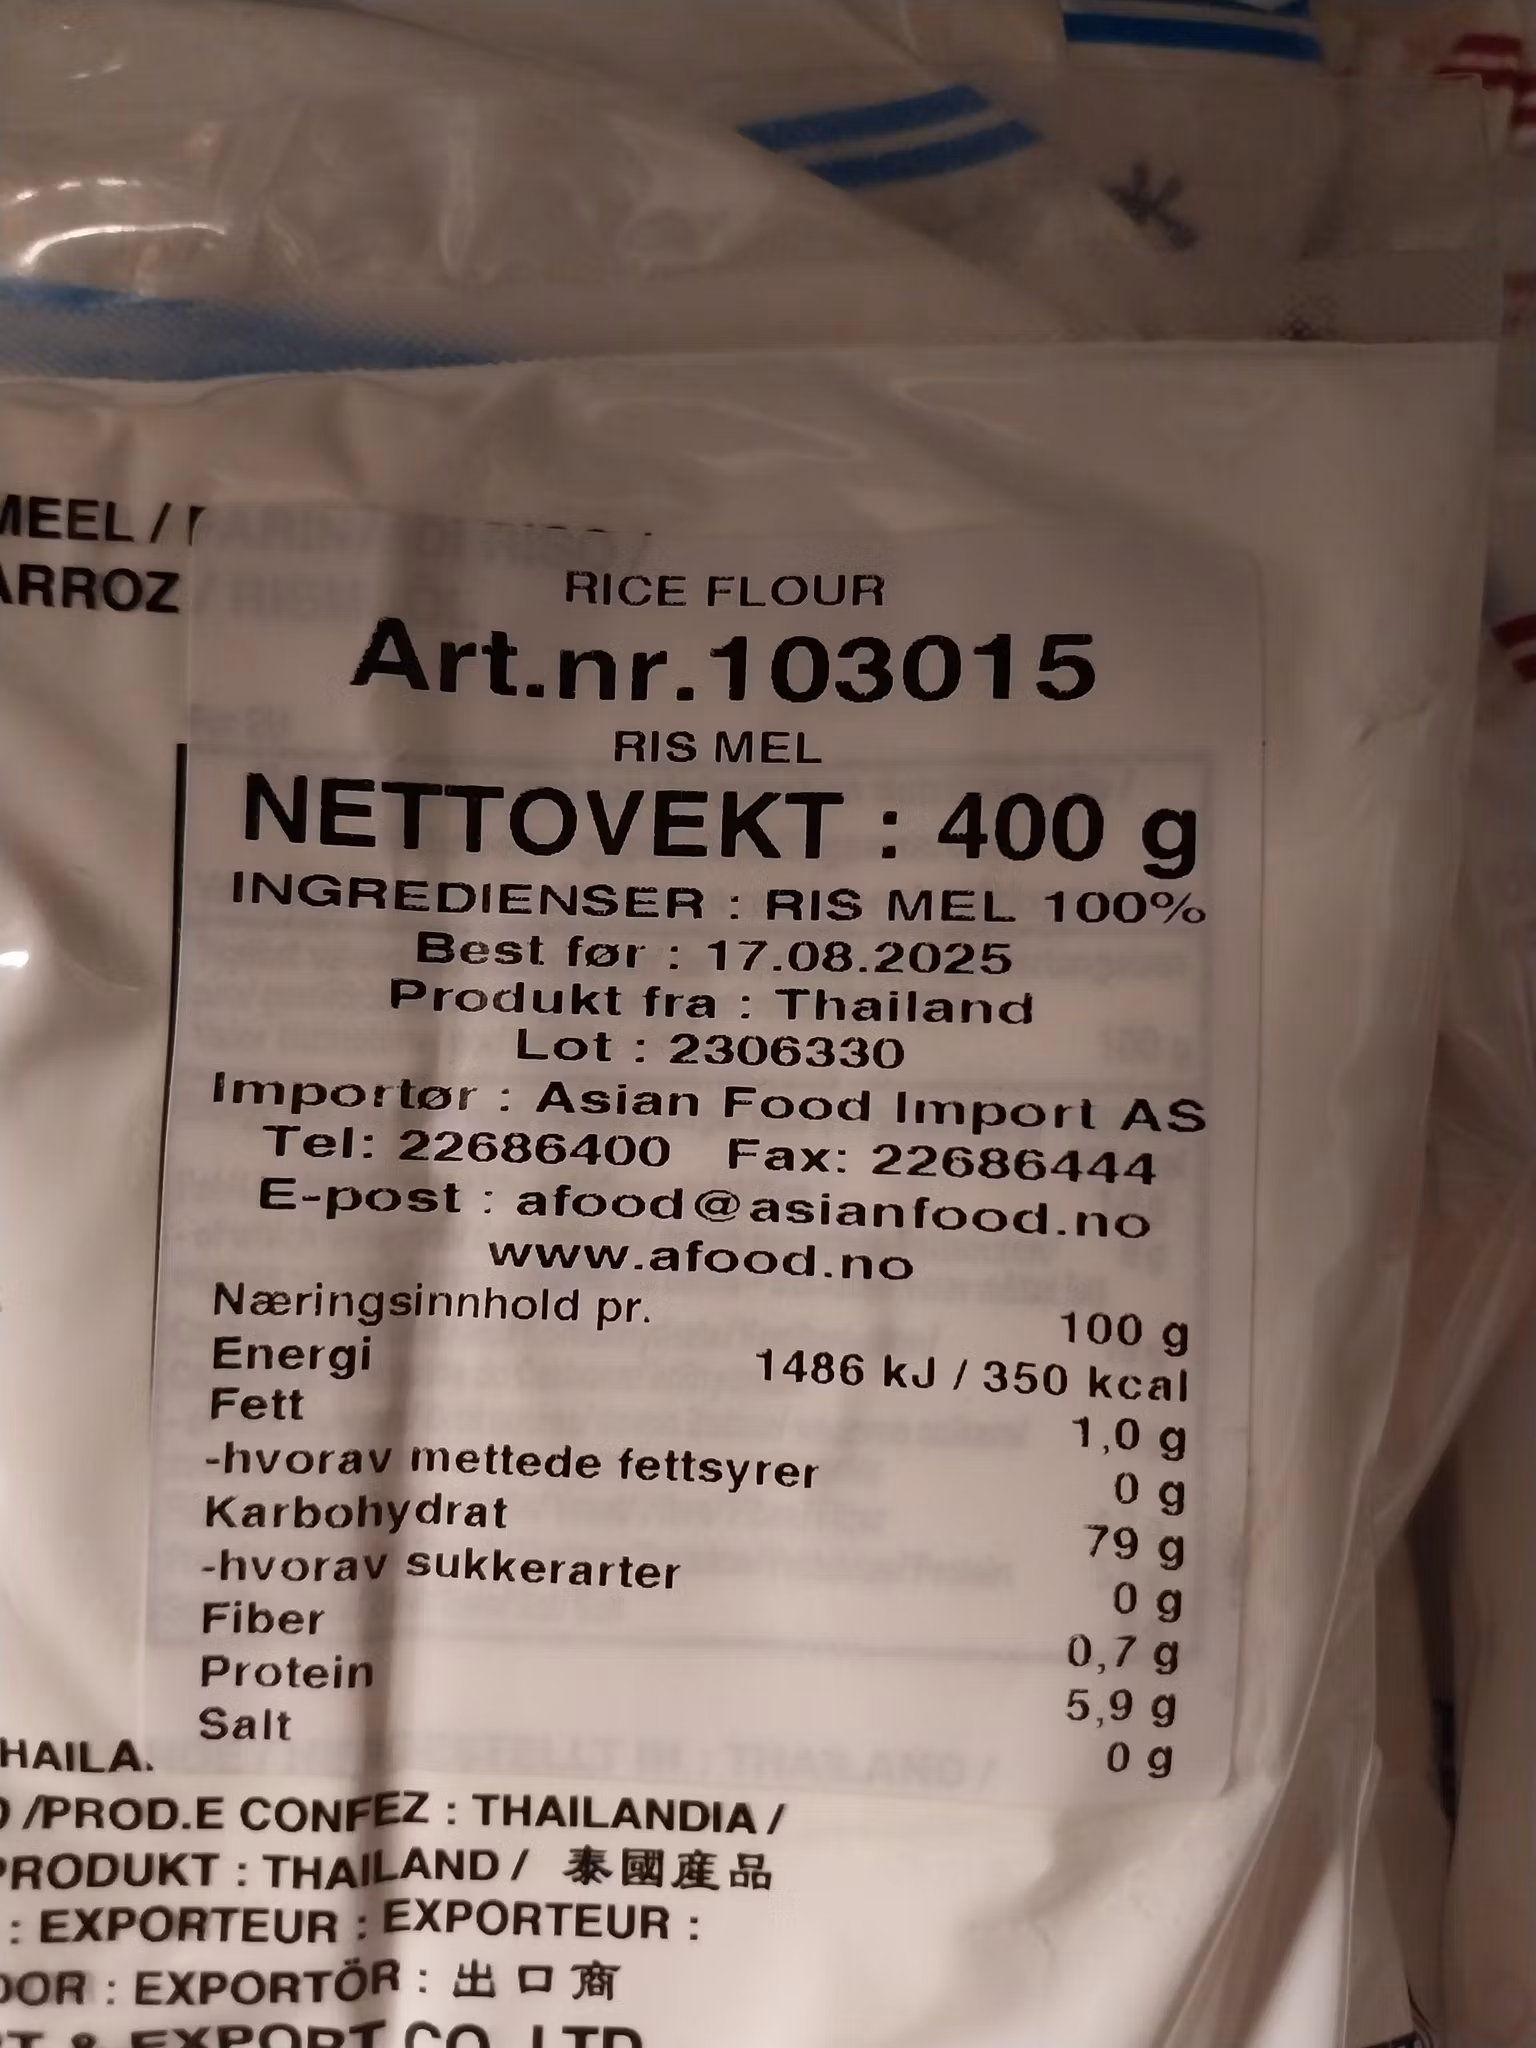 MEEL /
ARROZ
RICE FLOUR
Art.nr.103015
RIS MEL
NETTOVEKT : 400 g
INGREDIENSER : RIS MEL 100%
Best før : 17.08.2025
Produkt fra : Thailand
Lot : 2306330
Importør : Asian Food Import AS
Tel: 22686400 Fax: 22686444
E-post : afood@asianfood.no
www.afood.no
Næringsinnhold pr. 100 g
Energi 1486 kJ / 350 kcal
Fett 1,0 g
-hvorav mettede fettsyrer 0 g
Karbohydrat 79 g
-hvorav sukkerarter 0 g
Fiber 0,7 g
Protein 5,9 g
Salt 0 g
HAILA
/PROD.E CONFEZ : THAILANDIA /
PRODUKT : THAILAND / 泰國産品
: EXPORTEUR : EXPORTEUR :
DOR : EXPORTÖR : 出口商
T & EXPORT CO. LTD